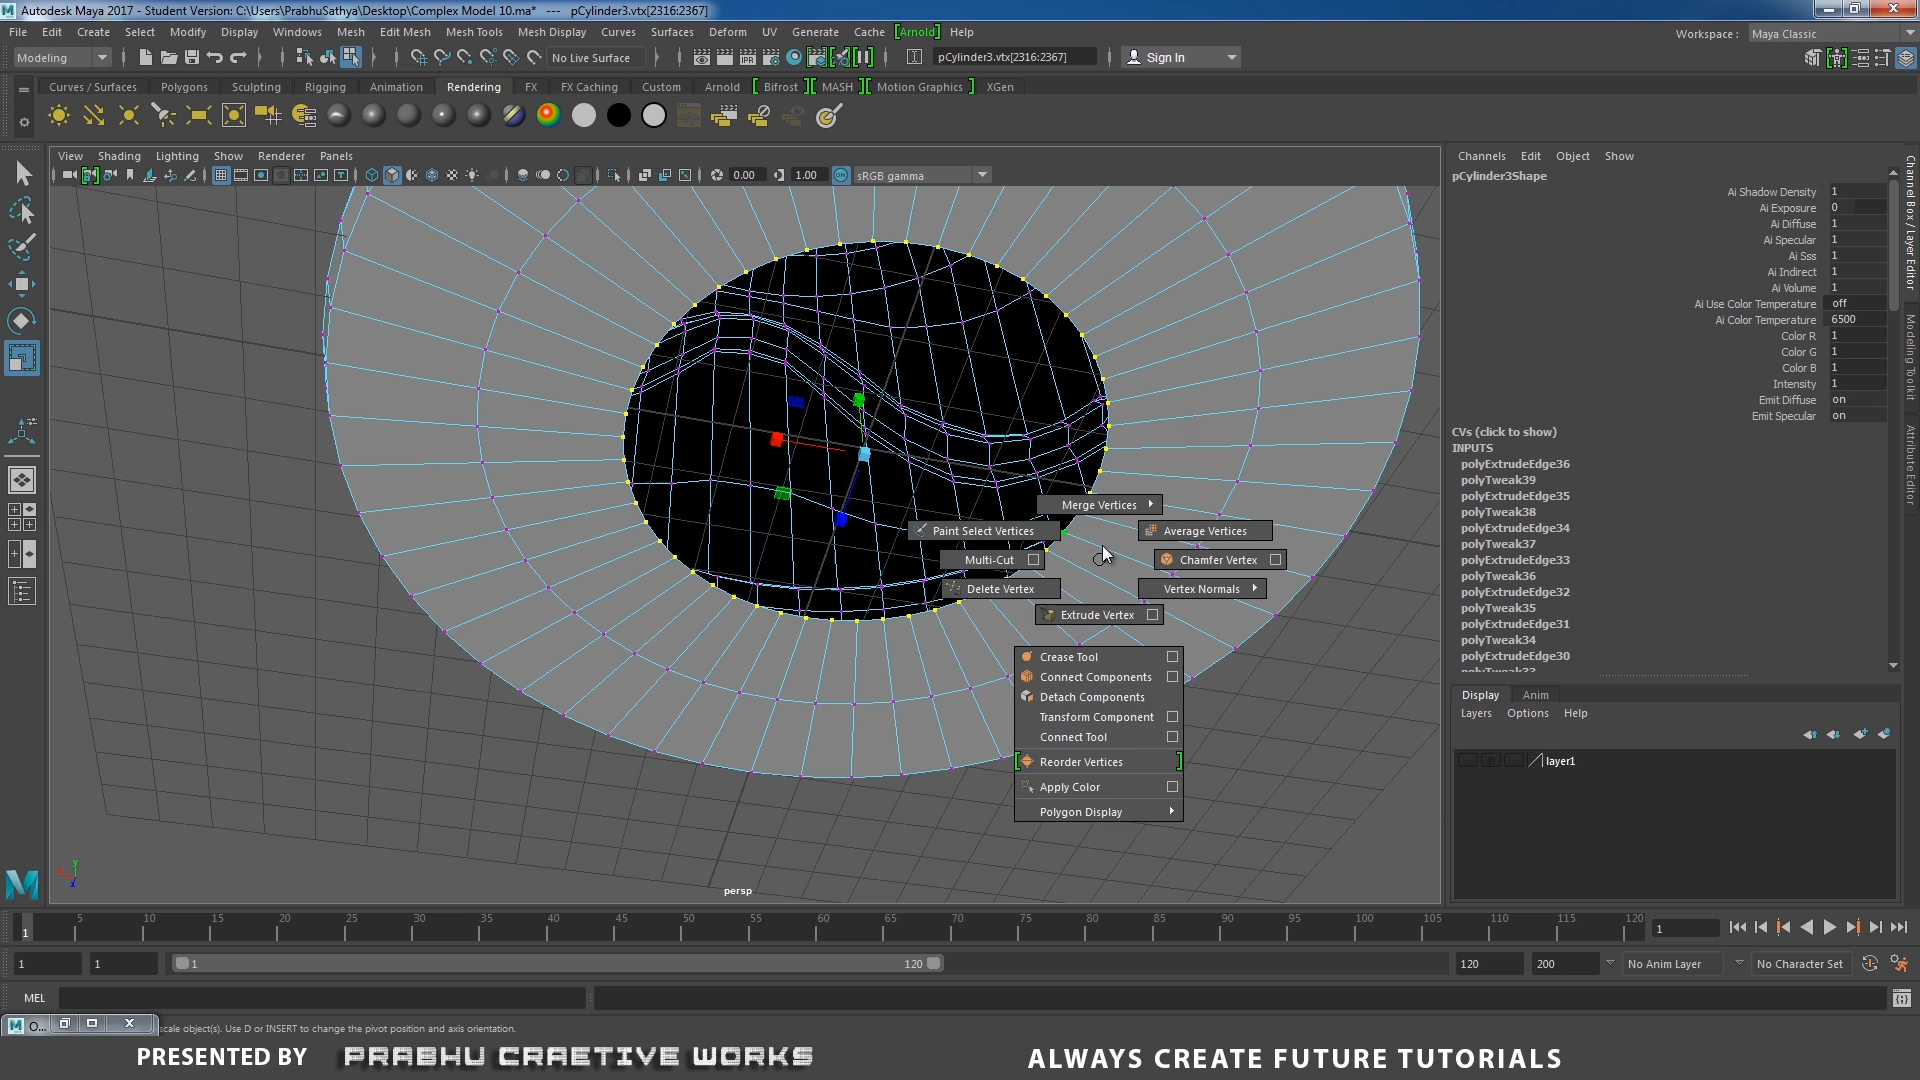 Autodesk Maya 2017 - Student Version: C:\Users\PrabhuSathya\Desktop\Complex Model 10.ma* --- pCylinder3.vtx[2316:2367]
File Edit Create Select Modify Display Windows Mesh Edit Mesh Mesh Tools Mesh Display Curves Surfaces Deform UV Generate Cache [Arnold] Help
Workspace : Maya Classic
Modeling No Live Surface pCylinder3.vtx[2316:2367] Sign In
Curves / Surfaces Polygons Sculpting Rigging Animation Rendering FX FX Caching Custom Arnold [ Bifrost ] [ MASH ] [ Motion Graphics ] XGen
View Shading Lighting Show Renderer Panels
0.00 1.00 sRGB gamma
Merge Vertices
Paint Select Vertices Average Vertices
Multi-Cut Chamfer Vertex
Delete Vertex Vertex Normals
Extrude Vertex
Crease Tool
Connect Components
Detach Components
Transform Component
Connect Tool
Reorder Vertices
Apply Color
Polygon Display
persp
Channels Edit Object Show
pCylinder3Shape
Ai Shadow Density 1
Ai Exposure 0
Ai Diffuse 1
Ai Specular 1
Ai Sss 1
Ai Indirect 1
Ai Volume 1
Ai Use Color Temperature off
Ai Color Temperature 6500
Color R 1
Color G 1
Color B 1
Intensity 1
Emit Diffuse on
Emit Specular on
CVs (click to show)
INPUTS
polyExtrudeEdge36
polyTweak39
polyExtrudeEdge35
polyTweak38
polyExtrudeEdge34
polyTweak37
polyExtrudeEdge33
polyTweak36
polyExtrudeEdge32
polyTweak35
polyExtrudeEdge31
polyTweak34
polyExtrudeEdge30
Channel Box / Layer Editor
Modeling Toolkit
Attribute Editor
Display Anim
Layers Options Help
layer1
5 10 15 20 25 30 35 40 45 50 55 60 65 70 75 80 85 90 95 100 105 110 115 120
1 1
1 1 1 120 120 200 No Anim Layer No Character Set
MEL
O... scale object(s). Use D or INSERT to change the pivot position and axis orientation.
PRESENTED BY PRABHU CRAETIVE WORKS ALWAYS CREATE FUTURE TUTORIALS